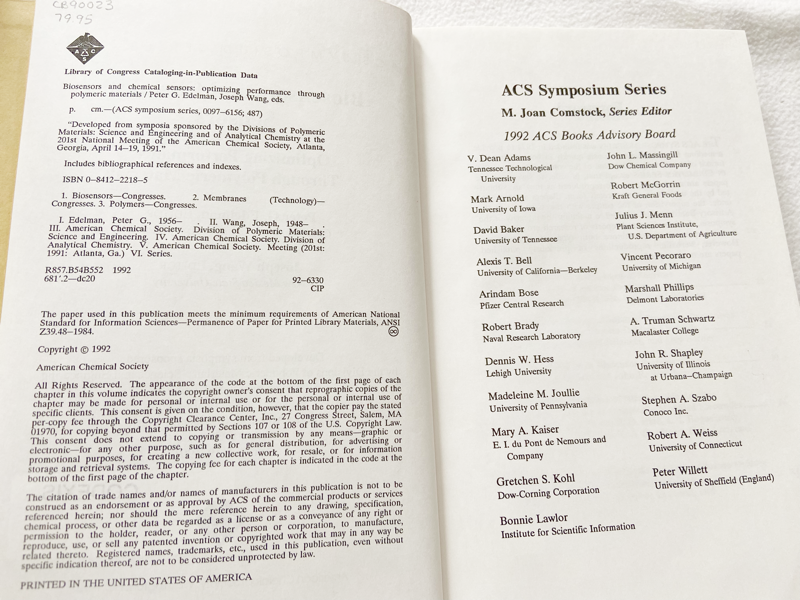 CB90023
79.95
A C S
Library of Congress Cataloging-in-Publication Data
Biosensors and chemical sensors: optimizing performance through
polymeric materials / Peter G. Edelman, Joseph Wang, eds.
p. cm.—(ACS symposium series, 0097–6156; 487)
"Developed from symposia sponsored by the Divisions of Polymeric
Materials: Science and Engineering and of Analytical Chemistry at the
201st National Meeting of the American Chemical Society, Atlanta,
Georgia, April 14–19, 1991."
Includes bibliographical references and indexes.
ISBN 0–8412–2218–5
1. Biosensors—Congresses. 2. Membranes (Technology)—
Congresses. 3. Polymers—Congresses.
I. Edelman, Peter G., 1956– . II. Wang, Joseph, 1948– .
III. American Chemical Society. Division of Polymeric Materials:
Science and Engineering. IV. American Chemical Society. Division of
Analytical Chemistry. V. American Chemical Society. Meeting (201st:
1991: Atlanta, Ga.) VI. Series.
R857.B54B552 1992
681'.2—dc20 92–6330
CIP
The paper used in this publication meets the minimum requirements of American National
Standard for Information Sciences—Permanence of Paper for Printed Library Materials, ANSI
Z39.48–1984.
Copyright © 1992
American Chemical Society
All Rights Reserved. The appearance of the code at the bottom of the first page of each
chapter in this volume indicates the copyright owner's consent that reprographic copies of the
chapter may be made for personal or internal use or for the personal or internal use of
specific clients. This consent is given on the condition, however, that the copier pay the stated
per-copy fee through the Copyright Clearance Center, Inc., 27 Congress Street, Salem, MA
01970, for copying beyond that permitted by Sections 107 or 108 of the U.S. Copyright Law.
This consent does not extend to copying or transmission by any means—graphic or
electronic—for any other purpose, such as for general distribution, for advertising or
promotional purposes, for creating a new collective work, for resale, or for information
storage and retrieval systems. The copying fee for each chapter is indicated in the code at the
bottom of the first page of the chapter.
The citation of trade names and/or names of manufacturers in this publication is not to be
construed as an endorsement or as approval by ACS of the commercial products or services
referenced herein; nor should the mere reference herein to any drawing, specification,
chemical process, or other data be regarded as a license or as a conveyance of any right or
permission to the holder, reader, or any other person or corporation, to manufacture,
reproduce, use, or sell any patented invention or copyrighted work that may in any way be
related thereto. Registered names, trademarks, etc., used in this publication, even without
specific indication thereof, are not to be considered unprotected by law.
PRINTED IN THE UNITED STATES OF AMERICA
ACS Symposium Series
M. Joan Comstock, Series Editor
1992 ACS Books Advisory Board
V. Dean Adams
Tennessee Technological
University
Mark Arnold
University of Iowa
David Baker
University of Tennessee
Alexis T. Bell
University of California—Berkeley
Arindam Bose
Pfizer Central Research
Robert Brady
Naval Research Laboratory
Dennis W. Hess
Lehigh University
Madeleine M. Joullie
University of Pennsylvania
Mary A. Kaiser
E. I. du Pont de Nemours and
Company
Gretchen S. Kohl
Dow-Corning Corporation
Bonnie Lawlor
Institute for Scientific Information
John L. Massingill
Dow Chemical Company
Robert McGorrin
Kraft General Foods
Julius J. Menn
Plant Sciences Institute,
U.S. Department of Agriculture
Vincent Pecoraro
University of Michigan
Marshall Phillips
Delmont Laboratories
A. Truman Schwartz
Macalaster College
John R. Shapley
University of Illinois
at Urbana–Champaign
Stephen A. Szabo
Conoco Inc.
Robert A. Weiss
University of Connecticut
Peter Willett
University of Sheffield (England)